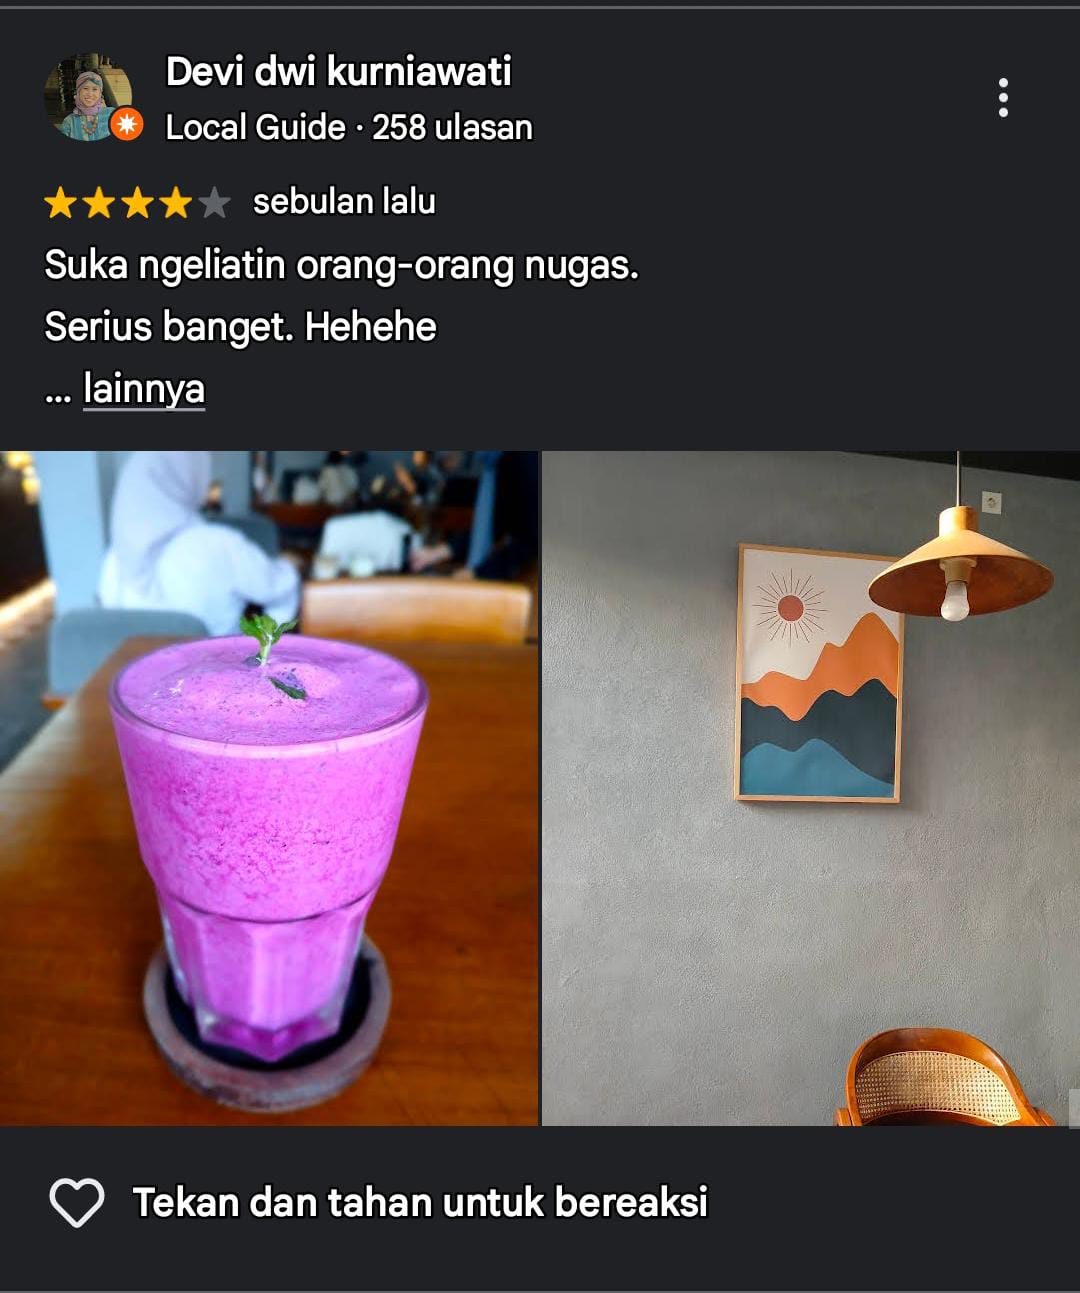 Devi dwi kurniawati
Local Guide · 258 ulasan
sebulan lalu
Suka ngeliatin orang-orang nugas.
Serius banget. Hehehe
... lainnya
Tekan dan tahan untuk bereaksi